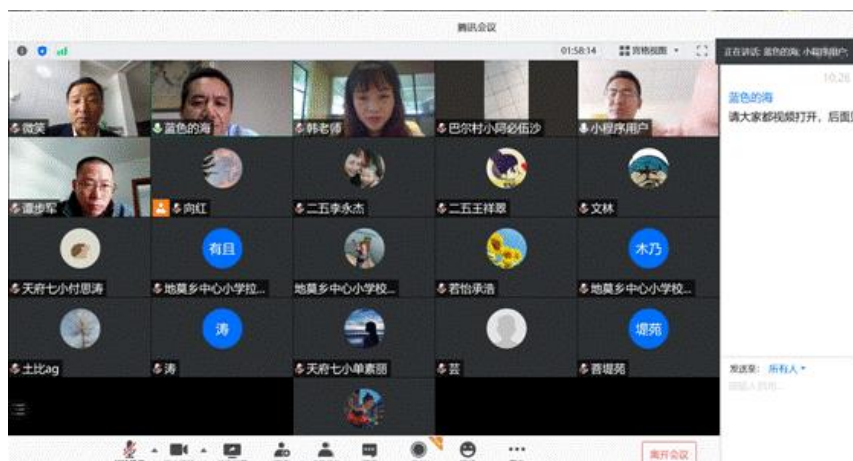 腾讯会议
01:58:14 宫格视图
正在讲话: 蓝色的海; 小程序用户;
10:26
蓝色的海
请大家都视频打开，后面
微笑
蓝色的海
韩老师
巴尔村小阿必伍沙
小程序用户
谭步军
向红
二五李永杰
二五王祥翠
文林
有且
木乃
天府七小付思涛
地莫乡中心小学拉...
地莫乡中心小学校...
若怡承浩
地莫乡中心小学校...
涛
堤苑
土比ag
涛
天府七小单素丽
芸
晋堤苑
发送至: 所有人
离开会议